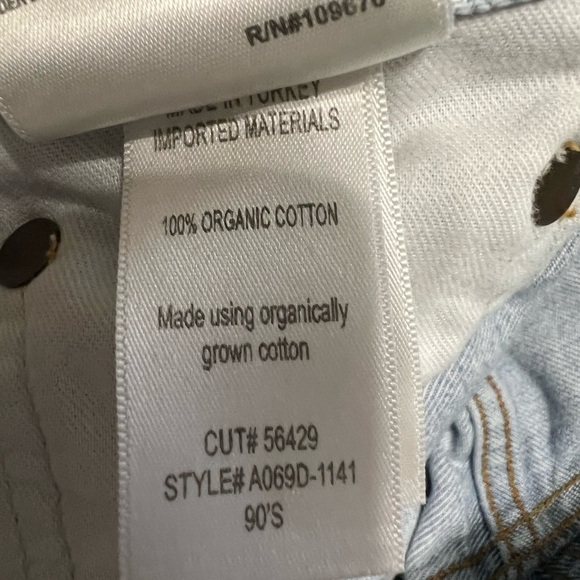 R/N#109670
MADE IN TURKEY
IMPORTED MATERIALS
100% ORGANIC COTTON
Made using organically
grown cotton
CUT# 56429
STYLE# A069D-1141
90'S